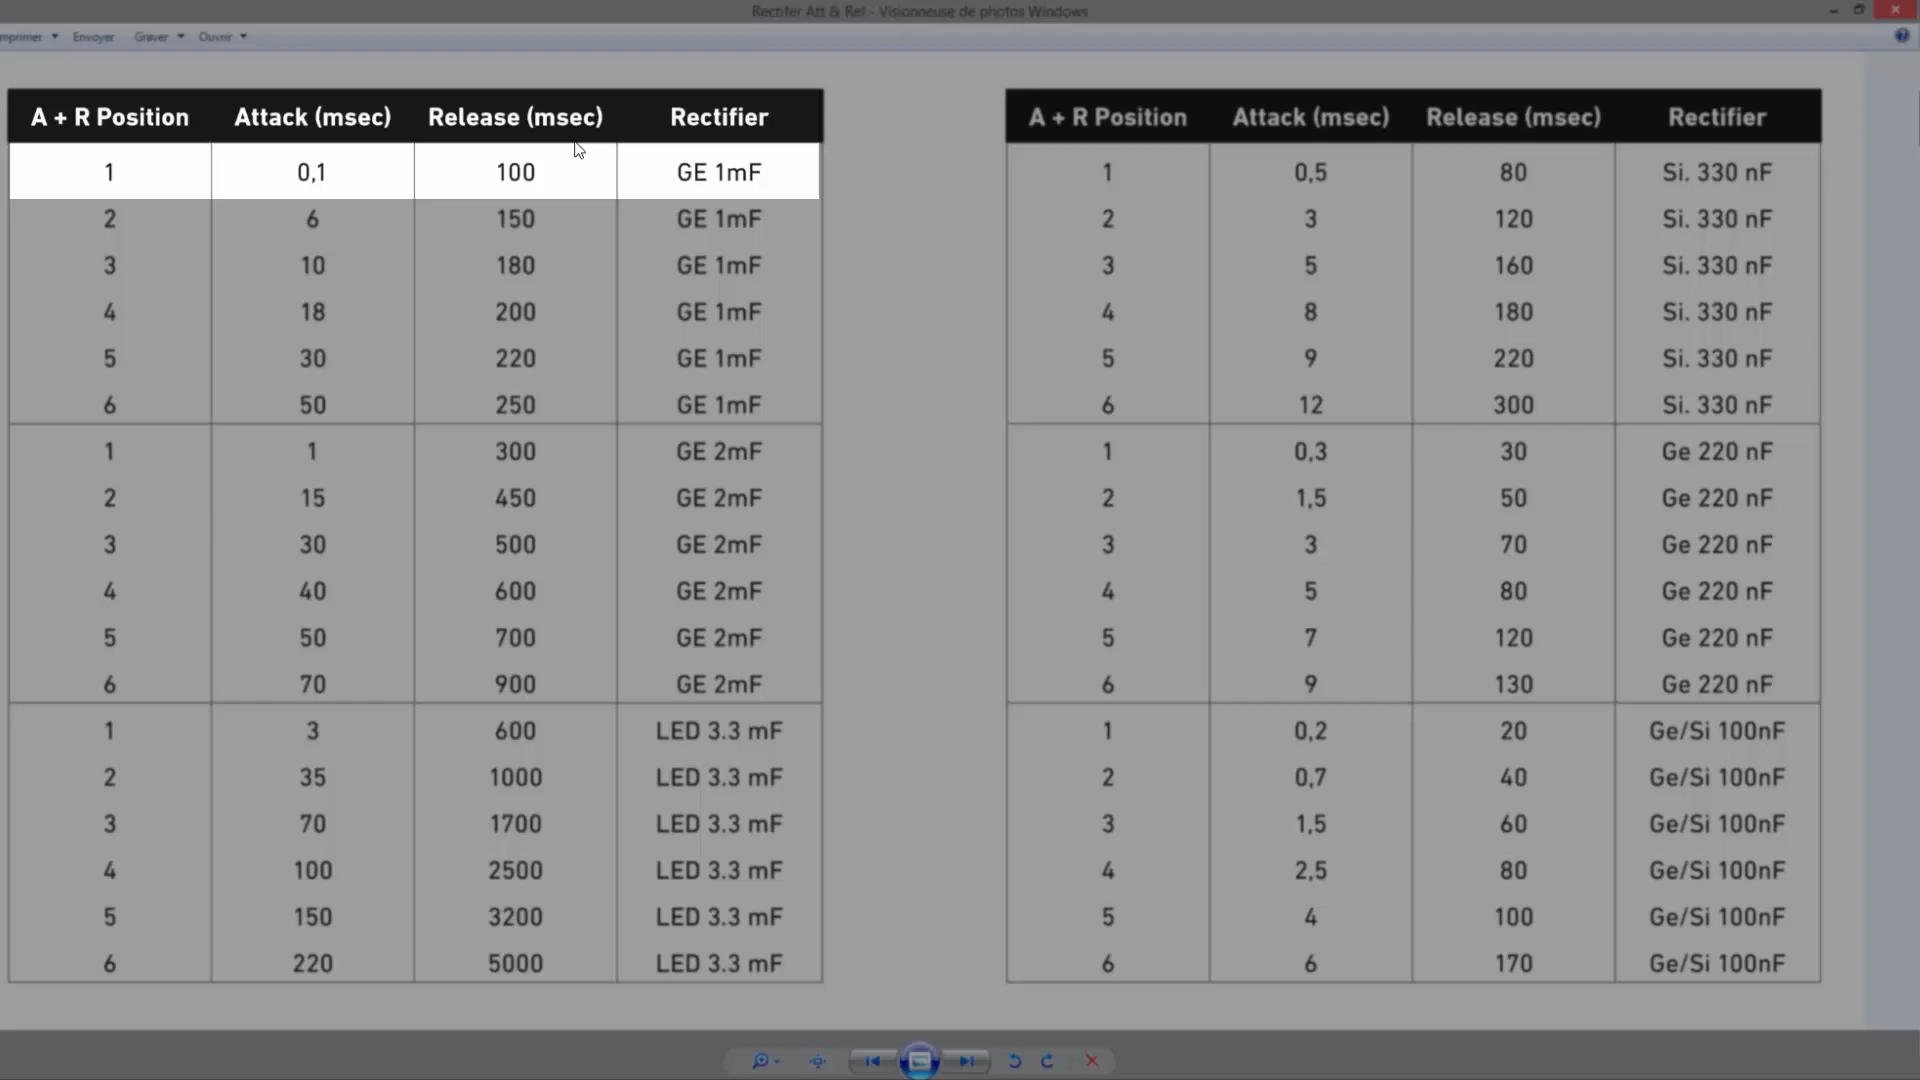 Rectifer Att & Rel - Visionneuse de photos Windows
mprimer Envoyer Graver Ouvrir
A + R Position Attack (msec) Release (msec) Rectifier
1 0,1 100 GE 1mF
2 6 150 GE 1mF
3 10 180 GE 1mF
4 18 200 GE 1mF
5 30 220 GE 1mF
6 50 250 GE 1mF
1 1 300 GE 2mF
2 15 450 GE 2mF
3 30 500 GE 2mF
4 40 600 GE 2mF
5 50 700 GE 2mF
6 70 900 GE 2mF
1 3 600 LED 3.3 mF
2 35 1000 LED 3.3 mF
3 70 1700 LED 3.3 mF
4 100 2500 LED 3.3 mF
5 150 3200 LED 3.3 mF
6 220 5000 LED 3.3 mF
A + R Position Attack (msec) Release (msec) Rectifier
1 0,5 80 Si. 330 nF
2 3 120 Si. 330 nF
3 5 160 Si. 330 nF
4 8 180 Si. 330 nF
5 9 220 Si. 330 nF
6 12 300 Si. 330 nF
1 0,3 30 Ge 220 nF
2 1,5 50 Ge 220 nF
3 3 70 Ge 220 nF
4 5 80 Ge 220 nF
5 7 120 Ge 220 nF
6 9 130 Ge 220 nF
1 0,2 20 Ge/Si 100nF
2 0,7 40 Ge/Si 100nF
3 1,5 60 Ge/Si 100nF
4 2,5 80 Ge/Si 100nF
5 4 100 Ge/Si 100nF
6 6 170 Ge/Si 100nF